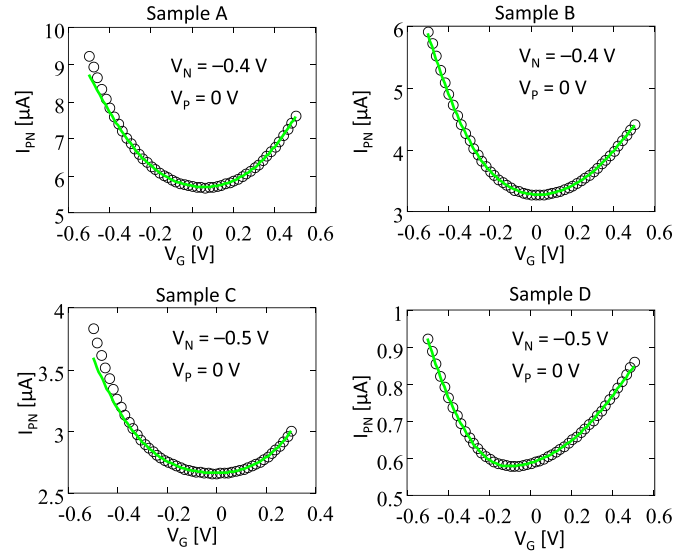 Sample A
10
9
8
7
6
5
I_PN [µA]
V_N = −0.4 V
V_P = 0 V
-0.6 -0.4 -0.2 0 0.2 0.4 0.6
V_G [V]
Sample B
6
5
4
3
I_PN [µA]
V_N = −0.4 V
V_P = 0 V
-0.6 -0.4 -0.2 0 0.2 0.4 0.6
V_G [V]
Sample C
4
3.5
3
2.5
I_PN [µA]
V_N = −0.5 V
V_P = 0 V
-0.6 -0.4 -0.2 0 0.2 0.4
V_G [V]
Sample D
1
0.9
0.8
0.7
0.6
0.5
I_PN [µA]
V_N = −0.5 V
V_P = 0 V
-0.6 -0.4 -0.2 0 0.2 0.4 0.6
V_G [V]